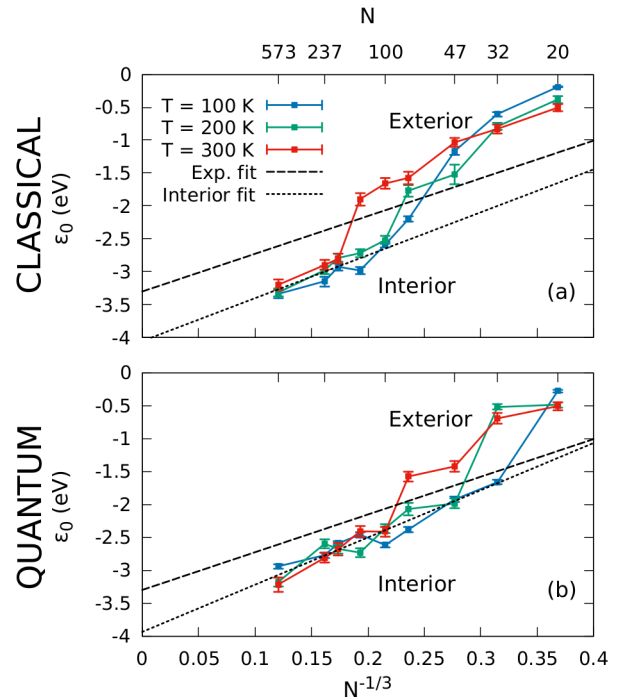 N
573 237 100 47 32 20
CLASSICAL
ε0 (eV)
0
-0.5
-1
-1.5
-2
-2.5
-3
-3.5
-4
T = 100 K
T = 200 K
T = 300 K
Exp. fit
Interior fit
Exterior
Interior
(a)
QUANTUM
ε0 (eV)
0
-0.5
-1
-1.5
-2
-2.5
-3
-3.5
-4
Exterior
Interior
(b)
0 0.05 0.1 0.15 0.2 0.25 0.3 0.35 0.4
N-1/3